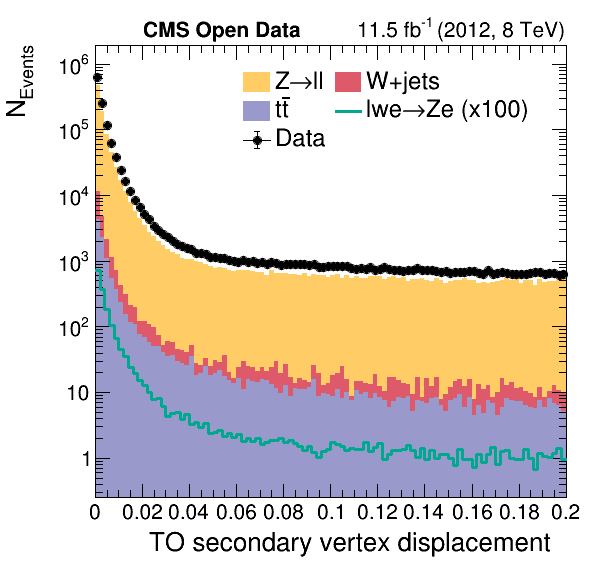 CMS Open Data 11.5 fb⁻¹ (2012, 8 TeV)
N_Events
Z→ll W+jets
tt̄ lwe→Ze (x100)
Data
10⁶
10⁵
10⁴
10³
10²
10
1
0 0.02 0.04 0.06 0.08 0.1 0.12 0.14 0.16 0.18 0.2
TO secondary vertex displacement